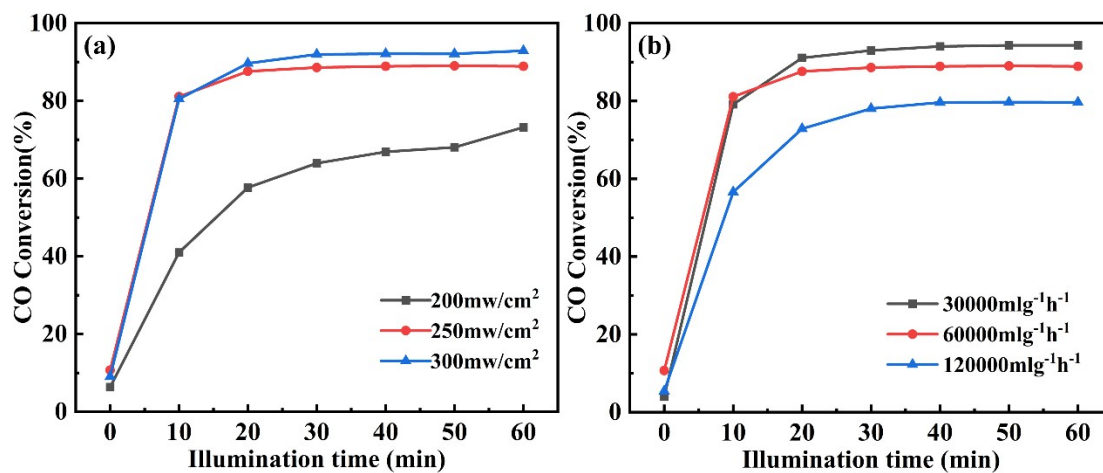 (a)
CO Conversion(%)
100
80
60
40
20
0
200mw/cm²
250mw/cm²
300mw/cm²
0 10 20 30 40 50 60
Illumination time (min)
(b)
CO Conversion(%)
100
80
60
40
20
0
30000mlg⁻¹h⁻¹
60000mlg⁻¹h⁻¹
120000mlg⁻¹h⁻¹
0 10 20 30 40 50 60
Illumination time (min)